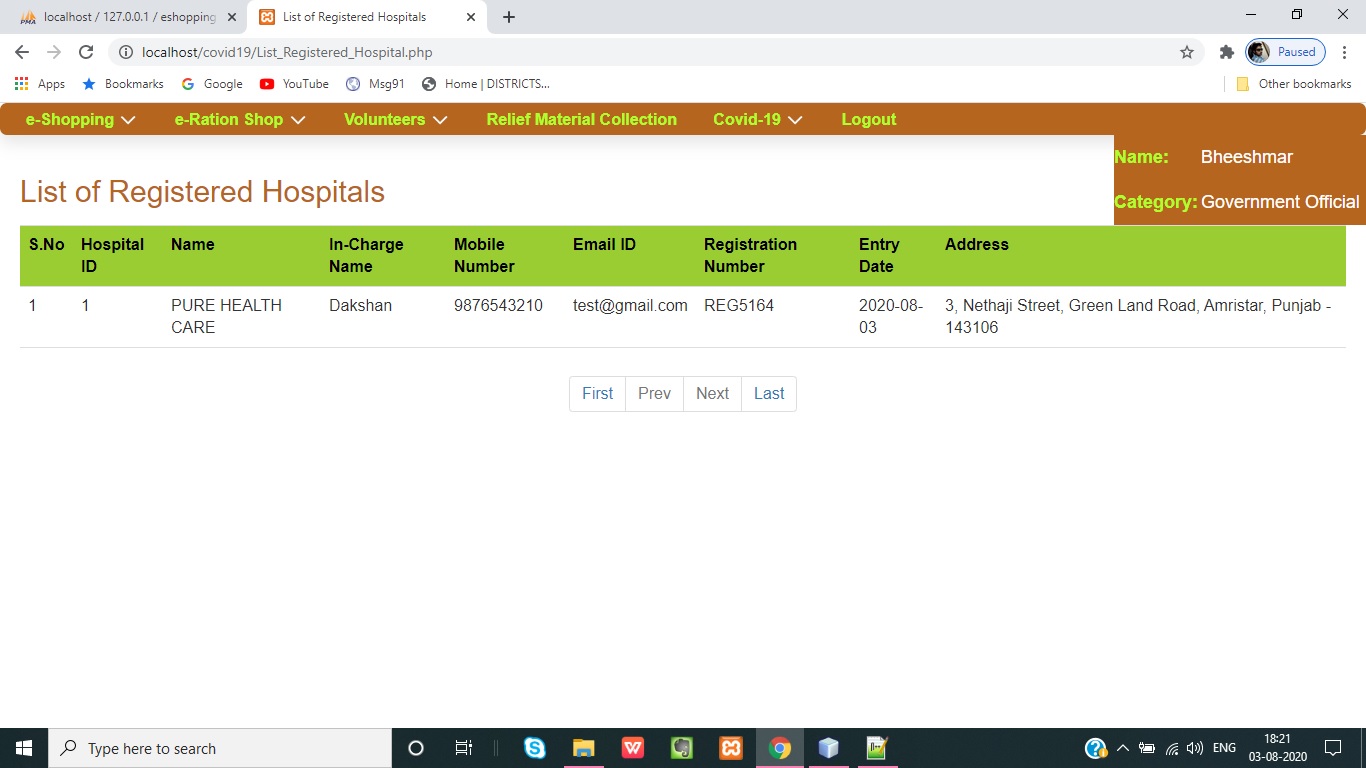 localhost / 127.0.0.1 / eshopping
List of Registered Hospitals
localhost/covid19/List_Registered_Hospital.php
Paused
Apps
Bookmarks
Google
YouTube
Msg91
Home | DISTRICTS...
Other bookmarks
e-Shopping
e-Ration Shop
Volunteers
Relief Material Collection
Covid-19
Logout
Name: Bheeshmar
Category: Government Official
List of Registered Hospitals
S.No Hospital ID Name In-Charge Name Mobile Number Email ID Registration Number Entry Date Address
1 1 PURE HEALTH CARE Dakshan 9876543210 test@gmail.com REG5164 2020-08-03 3, Nethaji Street, Green Land Road, Amristar, Punjab - 143106
First Prev Next Last
Type here to search
ENG
18:21
03-08-2020